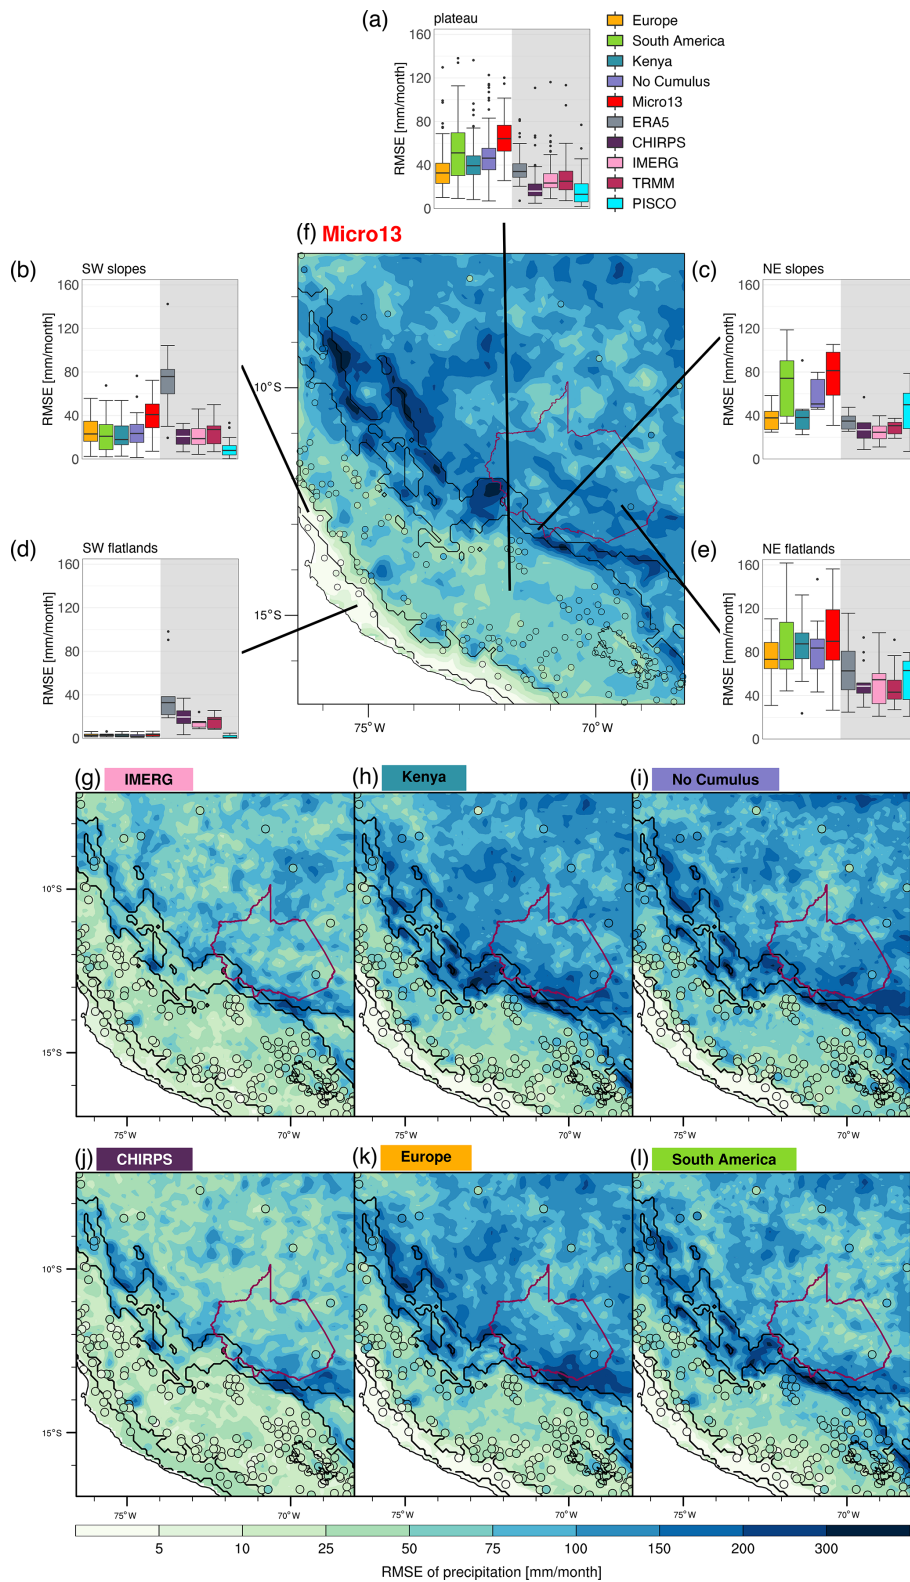 (a) plateau
RMSE [mm/month]
160
120
80
40
0
Europe
South America
Kenya
No Cumulus
Micro13
ERA5
CHIRPS
IMERG
TRMM
PISCO
(f) Micro13
10°S
15°S
75°W
70°W
(b) SW slopes
RMSE [mm/month]
160
120
80
40
0
(c) NE slopes
RMSE [mm/month]
160
120
80
40
0
(d) SW flatlands
RMSE [mm/month]
160
120
80
40
0
(e) NE flatlands
RMSE [mm/month]
160
120
80
40
0
(g) IMERG
(h) Kenya
(i) No Cumulus
10°S
15°S
75°W 70°W 75°W 70°W 75°W 70°W
(j) CHIRPS
(k) Europe
(l) South America
10°S
15°S
75°W 70°W 75°W 70°W 75°W 70°W
5 10 25 50 75 100 150 200 300
RMSE of precipitation [mm/month]